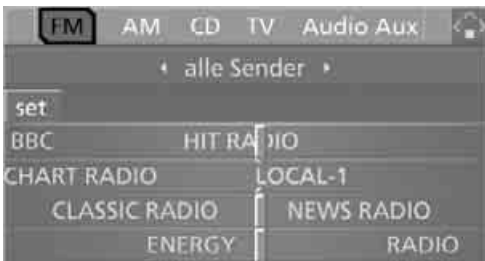 FM AM CD TV Audio Aux
alle Sender
set
BBC HIT RADIO
CHART RADIO LOCAL-1
CLASSIC RADIO NEWS RADIO
ENERGY RADIO